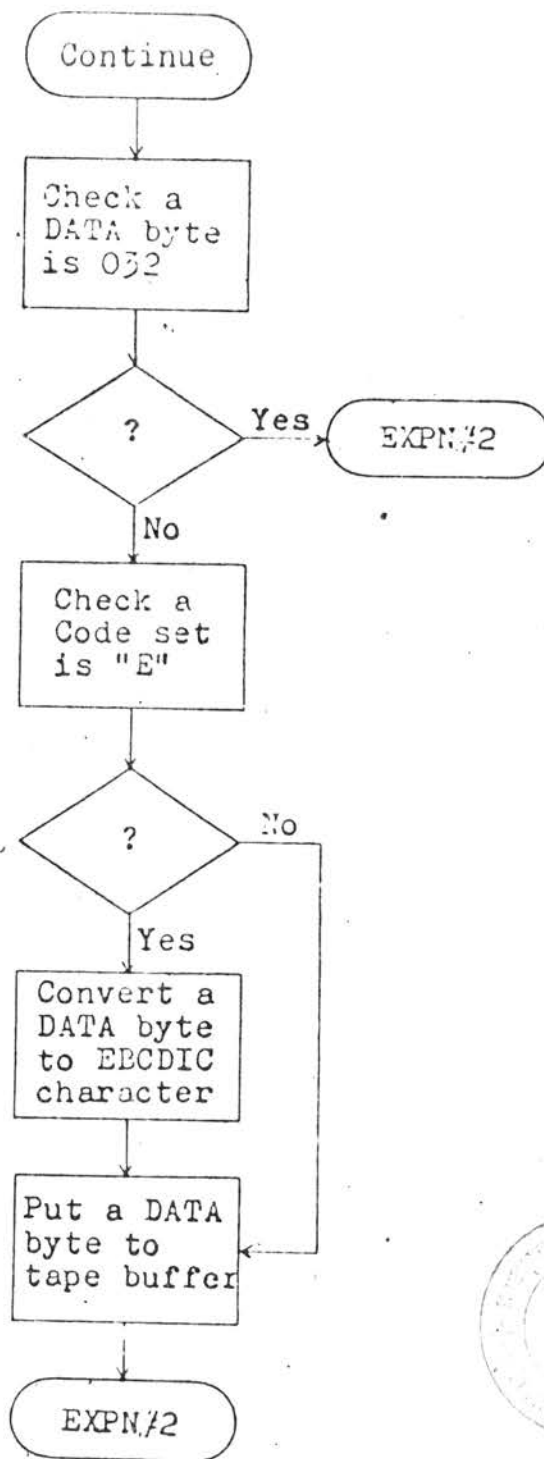 Continue
Check a
DATA byte
is 032
?
Yes
EXPN#2
No
Check a
Code set
is "E"
?
No
Yes
Convert a
DATA byte
to EBCDIC
character
Put a DATA
byte to
tape buffer
EXPN#2